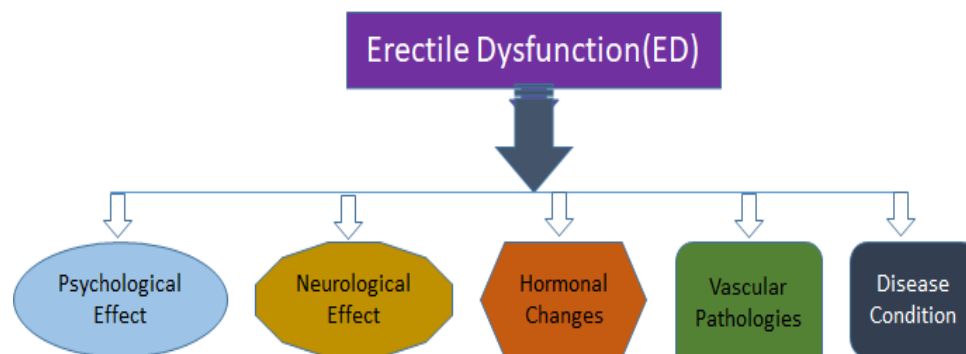 Erectile Dysfunction(ED)
Psychological
Effect
Neurological
Effect
Hormonal
Changes
Vascular
Pathologies
Disease
Condition